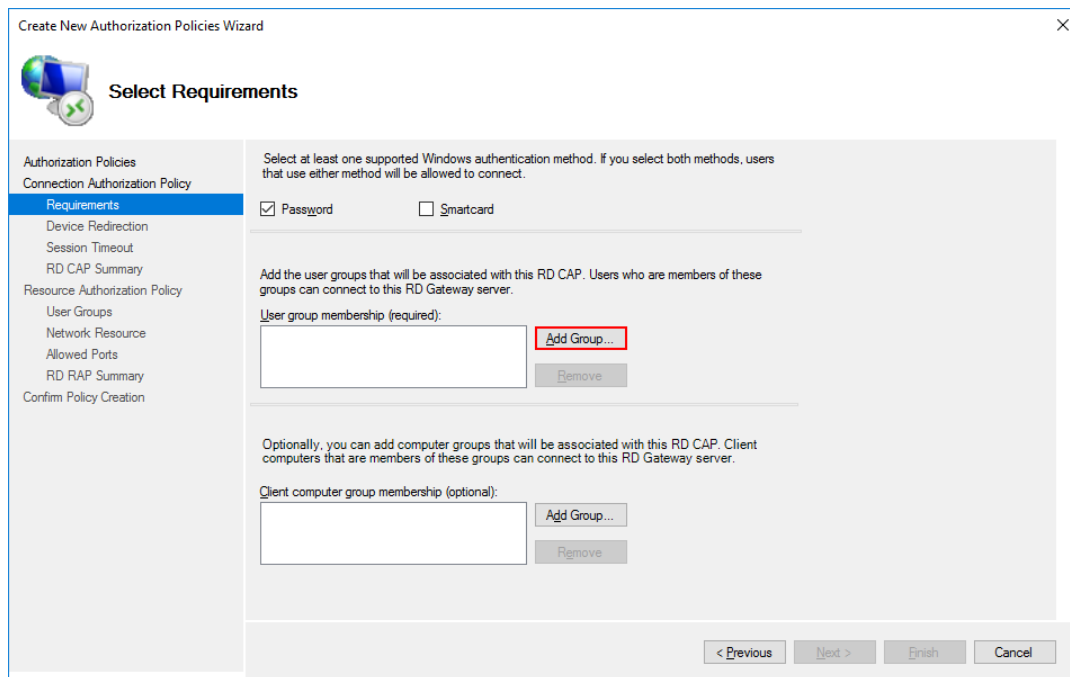 Create New Authorization Policies Wizard
Select Requirements
Authorization Policies
Connection Authorization Policy
Requirements
Device Redirection
Session Timeout
RD CAP Summary
Resource Authorization Policy
User Groups
Network Resource
Allowed Ports
RD RAP Summary
Confirm Policy Creation
Select at least one supported Windows authentication method. If you select both methods, users
that use either method will be allowed to connect.
Password
Smartcard
Add the user groups that will be associated with this RD CAP. Users who are members of these
groups can connect to this RD Gateway server.
User group membership (required):
Add Group...
Remove
Optionally, you can add computer groups that will be associated with this RD CAP. Client
computers that are members of these groups can connect to this RD Gateway server.
Client computer group membership (optional):
Add Group...
Remove
< Previous
Next >
Finish
Cancel